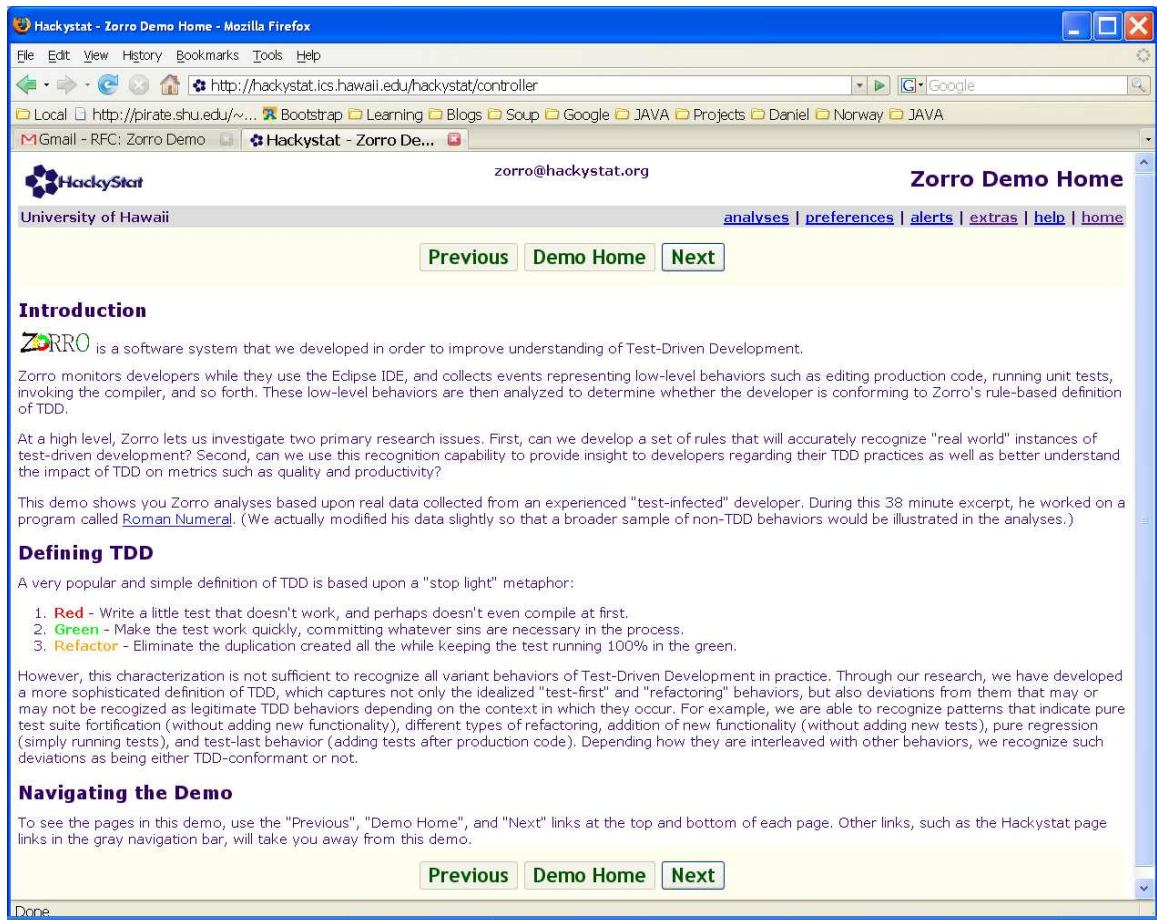 Hackystat - Zorro Demo Home - Mozilla Firefox
File Edit View History Bookmarks Tools Help
http://hackystat.ics.hawaii.edu/hackystat/controller
Google
Local http://pirate.shu.edu/~... Bootstrap Learning Blogs Soup Google JAVA Projects Daniel Norway JAVA
Gmail - RFC: Zorro Demo Hackystat - Zorro De...
HackyStat zorro@hackystat.org Zorro Demo Home
University of Hawaii analyses | preferences | alerts | extras | help | home
Previous Demo Home Next
Introduction
ZORRO is a software system that we developed in order to improve understanding of Test-Driven Development.
Zorro monitors developers while they use the Eclipse IDE, and collects events representing low-level behaviors such as editing production code, running unit tests,
invoking the compiler, and so forth. These low-level behaviors are then analyzed to determine whether the developer is conforming to Zorro's rule-based definition
of TDD.
At a high level, Zorro lets us investigate two primary research issues. First, can we develop a set of rules that will accurately recognize "real world" instances of
test-driven development? Second, can we use this recognition capability to provide insight to developers regarding their TDD practices as well as better understand
the impact of TDD on metrics such as quality and productivity?
This demo shows you Zorro analyses based upon real data collected from an experienced "test-infected" developer. During this 38 minute excerpt, he worked on a
program called Roman Numeral. (We actually modified his data slightly so that a broader sample of non-TDD behaviors would be illustrated in the analyses.)
Defining TDD
A very popular and simple definition of TDD is based upon a "stop light" metaphor:
1. Red - Write a little test that doesn't work, and perhaps doesn't even compile at first.
2. Green - Make the test work quickly, committing whatever sins are necessary in the process.
3. Refactor - Eliminate the duplication created all the while keeping the test running 100% in the green.
However, this characterization is not sufficient to recognize all variant behaviors of Test-Driven Development in practice. Through our research, we have developed
a more sophisticated definition of TDD, which captures not only the idealized "test-first" and "refactoring" behaviors, but also deviations from them that may or
may not be recogized as legitimate TDD behaviors depending on the context in which they occur. For example, we are able to recognize patterns that indicate pure
test suite fortification (without adding new functionality), different types of refactoring, addition of new functionality (without adding new tests), pure regression
(simply running tests), and test-last behavior (adding tests after production code). Depending how they are interleaved with other behaviors, we recognize such
deviations as being either TDD-conformant or not.
Navigating the Demo
To see the pages in this demo, use the "Previous", "Demo Home", and "Next" links at the top and bottom of each page. Other links, such as the Hackystat page
links in the gray navigation bar, will take you away from this demo.
Previous Demo Home Next
Done